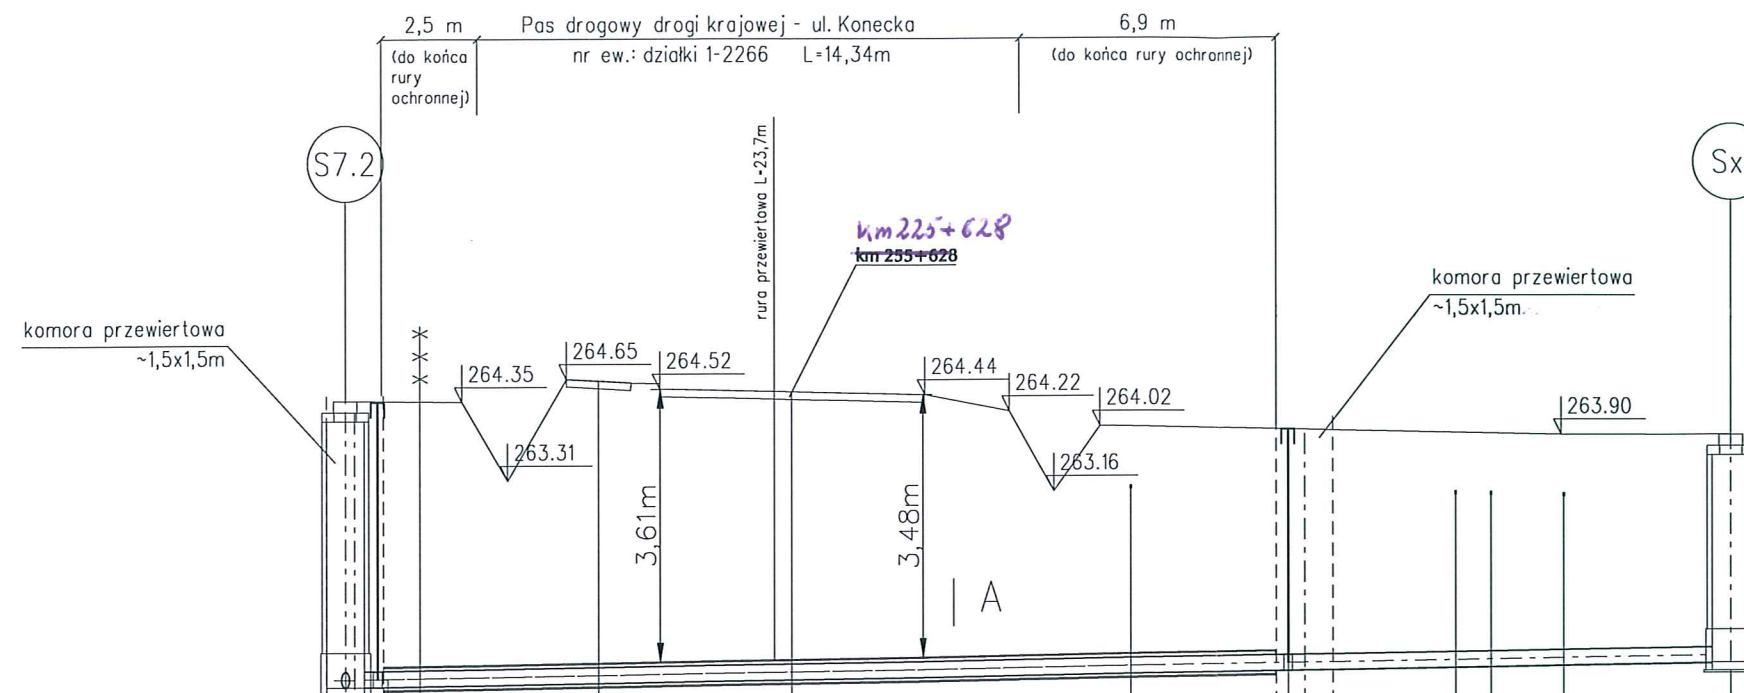 2,5 m
Pas drogowy drogi krajowej - ul. Konecka
6,9 m
(do końca
rury
ochronnej)
nr ew.: działki 1-2266 L=14,34m
(do końca rury ochronnej)
S7.2
Sx
rura przewiertowa L=23,7m
km 225+628
km 255+628
komora przewiertowa
~1,5x1,5m
komora przewiertowa
~1,5x1,5m
264.35
264.65
264.52
264.44
264.22
264.02
263.90
263.31
263.16
3,61m
3,48m
A